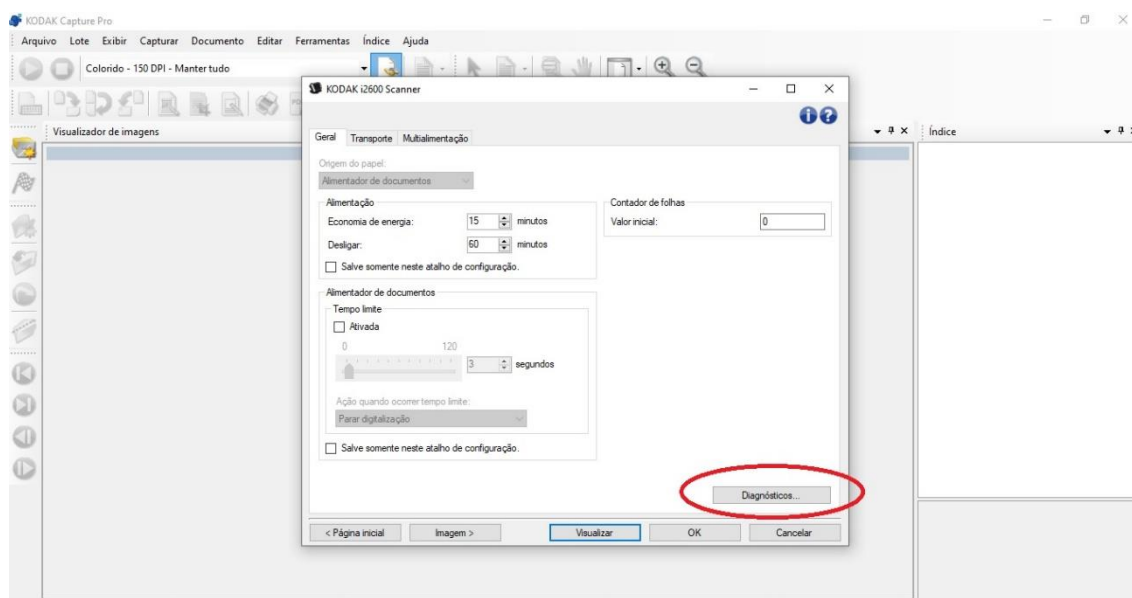 KODAK Capture Pro
Arquivo Lote Exibir Capturar Documento Editar Ferramentas Índice Ajuda
Colorido - 150 DPI - Manter tudo
Visualizador de imagens
Índice
KODAK i2600 Scanner
Geral Transporte Multialimentação
Origem do papel:
Alimentador de documentos
Alimentação
Economia de energia: 15 minutos
Desligar: 60 minutos
Salve somente neste atalho de configuração.
Contador de folhas
Valor inicial: 0
Alimentador de documentos
Tempo limite
Ativada
0 120
3 segundos
Ação quando ocorrer tempo limite:
Parar digitalização
Salve somente neste atalho de configuração.
Diagnósticos...
< Página inicial Imagem > Visualizar OK Cancelar